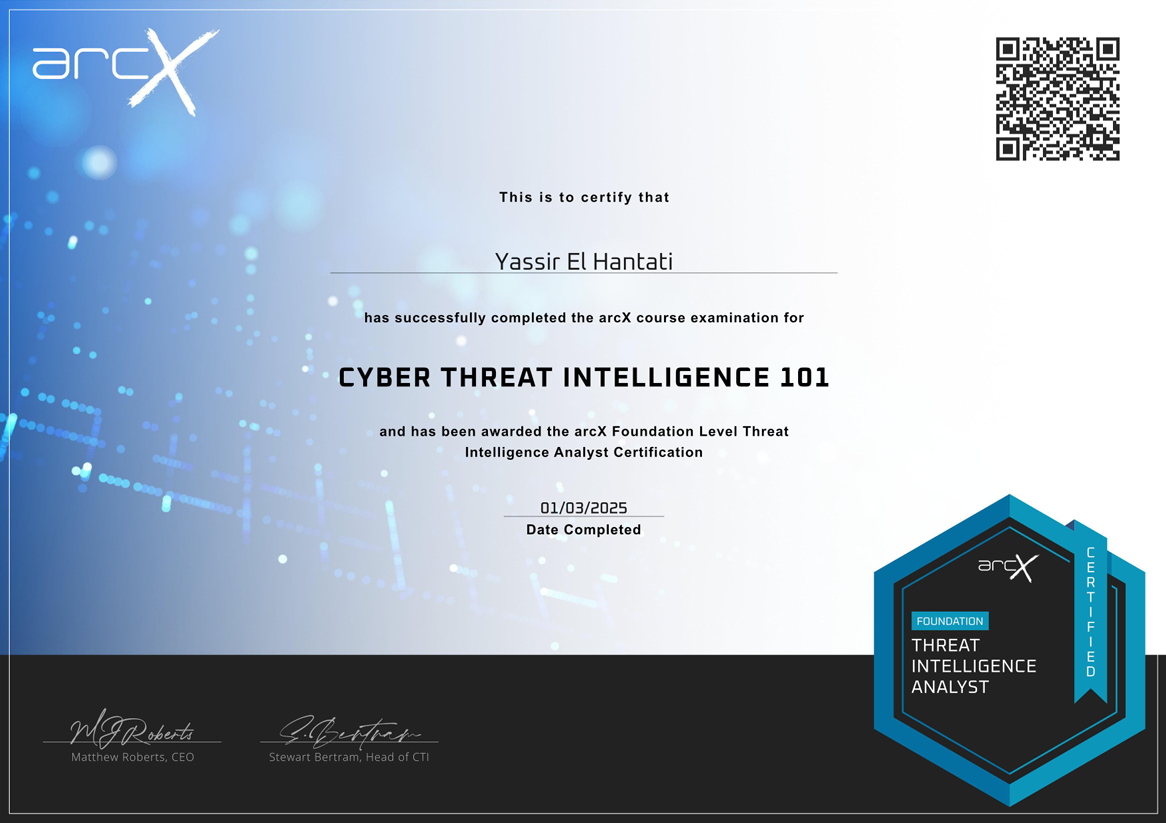 arcX
This is to certify that
Yassir El Hantati
has successfully completed the arcX course examination for
CYBER THREAT INTELLIGENCE 101
and has been awarded the arcX Foundation Level Threat
Intelligence Analyst Certification
01/03/2025
Date Completed
arcX
CERTIFIED
FOUNDATION
THREAT
INTELLIGENCE
ANALYST
MJRoberts
S.Bertram
Matthew Roberts, CEO
Stewart Bertram, Head of CTI